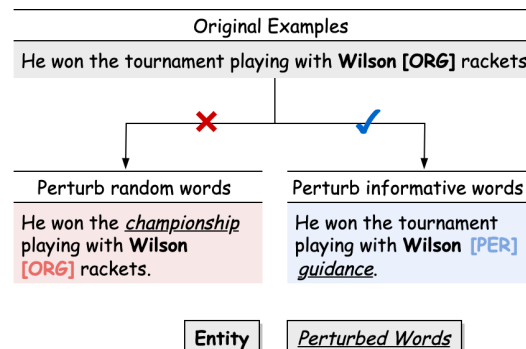 Original Examples
He won the tournament playing with Wilson [ORG] rackets
Perturb random words
He won the championship
playing with Wilson
[ORG] rackets.
Perturb informative words
He won the tournament
playing with Wilson [PER]
guidance.
Entity
Perturbed Words